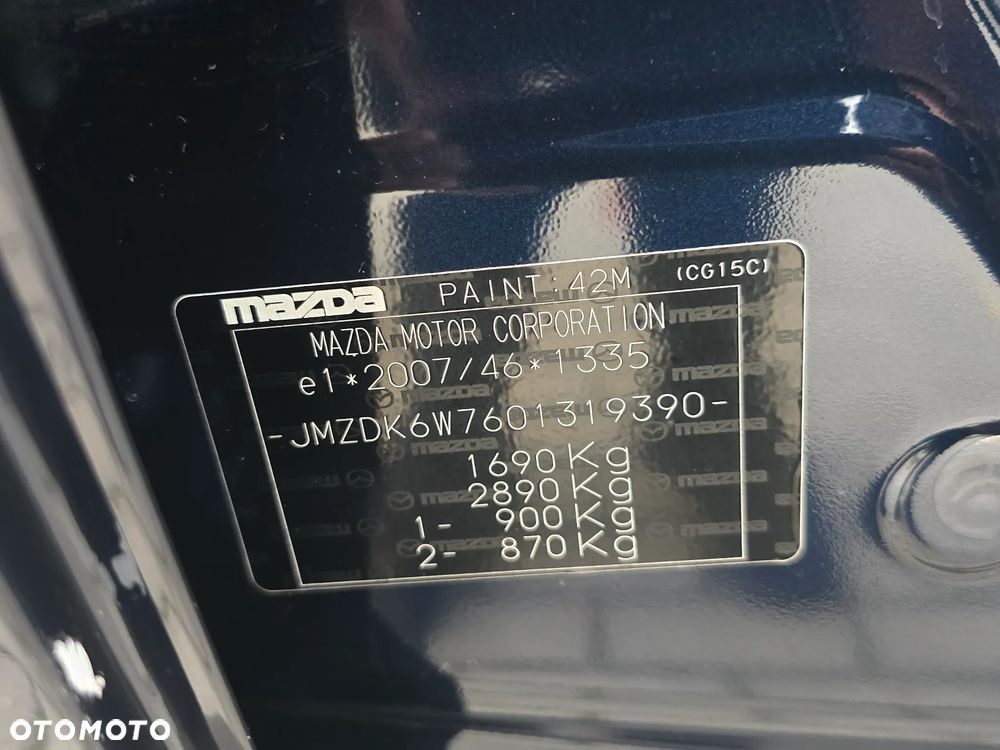 mazda PAINT: 42M (CG15C)
MAZDA MOTOR CORPORATION
e1*2007/46*1335
-JMZDK6W7601319390-
1690 Kg
2890 Kg
1- 900 Kg
2- 870 Kg
OTOMOTO